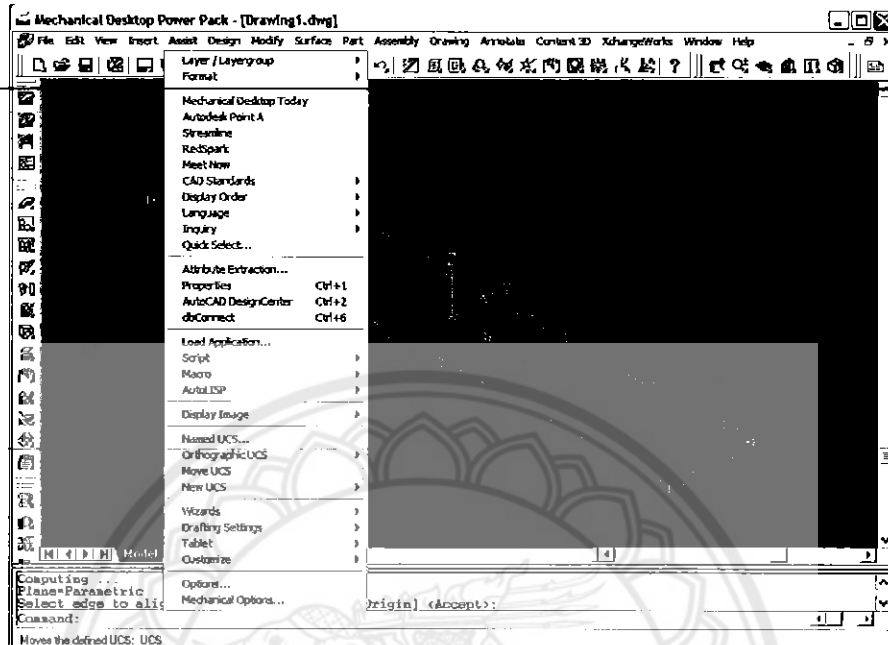 Mechanical Desktop Power Pack - [Drawing1.dwg]
File Edit View Insert Assist Design Modify Surface Part Assembly Drawing Annotate Content 3D XchangeWorks Window Help
Layer / Layergroup
Format
Mechanical Desktop Today
Autodesk Point A
Streamline
RedSpark
Meet Now
CAD Standards
Display Order
Language
Inquiry
Quick Select...
Attribute Extraction...
Properties Ctrl+1
AutoCAD DesignCenter Ctrl+2
dbConnect Ctrl+6
Load Application...
Script
Macro
AutoLISP
Display Image
Named UCS...
Orthographic UCS
Move UCS
New UCS
Wizards
Drafting Settings
Tablet
Customize
Options...
Mechanical Options...
Model
Computing ...
Plane=Parametric
Select edge to alig rigin] <Accept>:
Command:
Moves the defined UCS: UCS